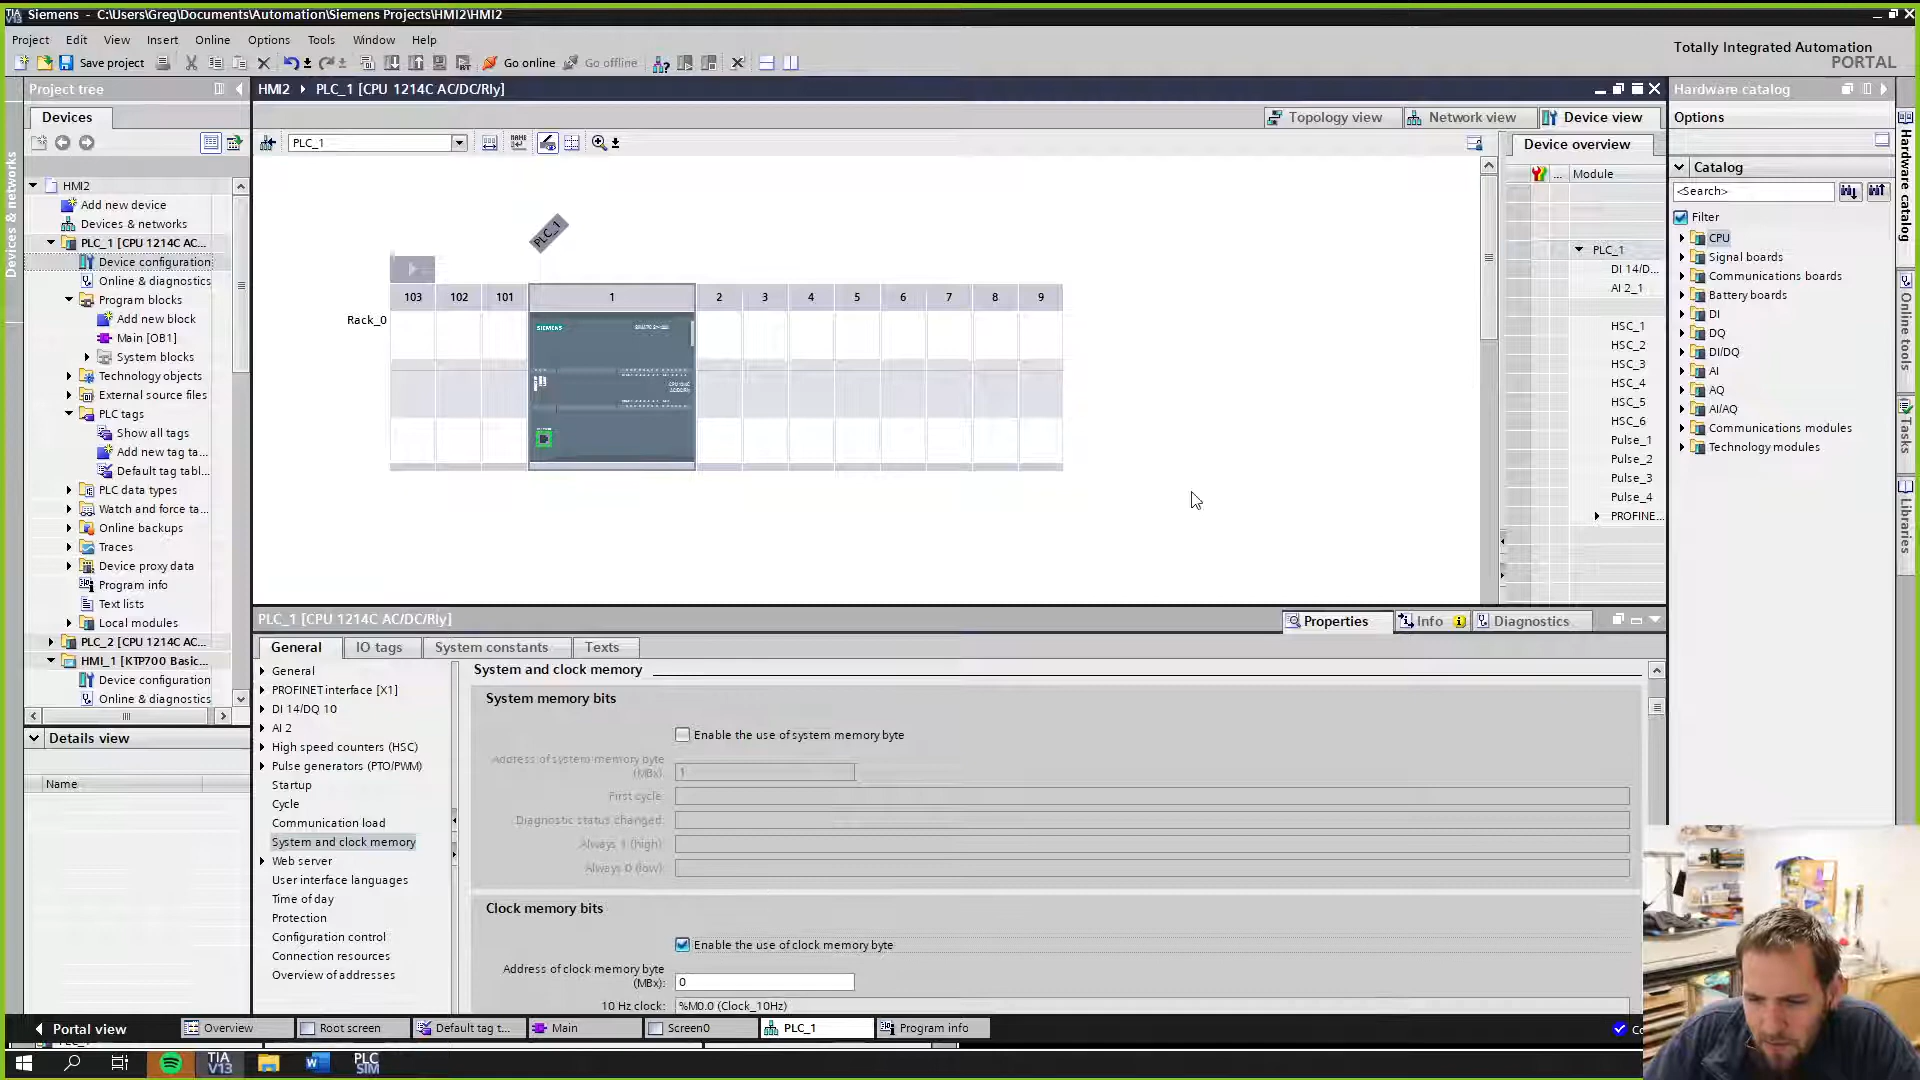 TIA V13 Siemens - C:\Users\Greg\Documents\Automation\Siemens Projects\HMI2\HMI2
Project Edit View Insert Online Options Tools Window Help
Totally Integrated Automation
PORTAL
Save project
Go online
Go offline
Project tree
HMI2 PLC_1 [CPU 1214C AC/DC/Rly]
Hardware catalog
Devices
Topology view
Network view
Device view
Options
PLC_1
Device overview
Catalog
... Module
<Search>
Filter
Devices & networks
HMI2
Add new device
Devices & networks
PLC_1 [CPU 1214C AC...
Device configuration
Online & diagnostics
Program blocks
Add new block
Main [OB1]
System blocks
Technology objects
External source files
PLC tags
Show all tags
Add new tag ta...
Default tag tabl...
PLC data types
Watch and force ta...
Online backups
Traces
Device proxy data
Program info
Text lists
Local modules
PLC_2 [CPU 1214C AC...
HMI_1 [KTP700 Basic...
Device configuration
Online & diagnostics
PLC_1
103 102 101 1 2 3 4 5 6 7 8 9
Rack_0
SIEMENS
PLC_1
DI 14/D...
AI 2_1
HSC_1
HSC_2
HSC_3
HSC_4
HSC_5
HSC_6
Pulse_1
Pulse_2
Pulse_3
Pulse_4
PROFINE...
CPU
Signal boards
Communications boards
Battery boards
DI
DQ
DI/DQ
AI
AQ
AI/AQ
Communications modules
Technology modules
Hardware catalog
Online tools
Tasks
Libraries
PLC_1 [CPU 1214C AC/DC/Rly]
Properties
Info
Diagnostics
General
IO tags
System constants
Texts
General
PROFINET interface [X1]
DI 14/DQ 10
AI 2
High speed counters (HSC)
Pulse generators (PTO/PWM)
Startup
Cycle
Communication load
System and clock memory
Web server
User interface languages
Time of day
Protection
Configuration control
Connection resources
Overview of addresses
System and clock memory
System memory bits
Enable the use of system memory byte
Address of system memory byte
(MBx): 1
First cycle:
Diagnostic status changed:
Always 1 (high):
Always 0 (low):
Clock memory bits
Enable the use of clock memory byte
Address of clock memory byte
(MBx): 0
10 Hz clock: %M0.0 (Clock_10Hz)
Details view
Name
Portal view
Overview
Root screen
Default tag t...
Main
Screen0
PLC_1
Program info
TIA
V13
PLC
SIM